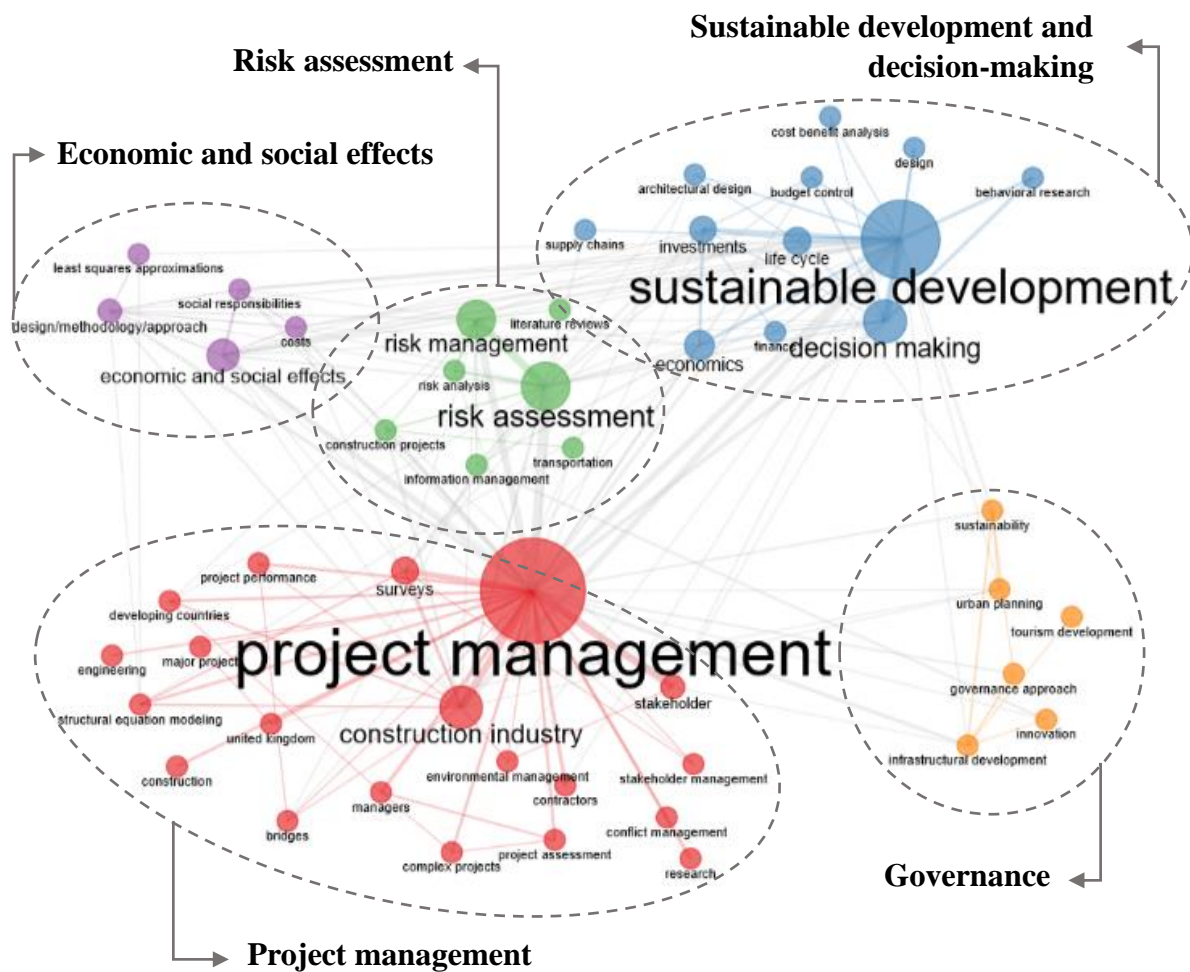 Sustainable development and
decision-making
Risk assessment
Economic and social effects
cost benefit analysis
design
architectural design
budget control
behavioral research
supply chains
investments
life cycle
sustainable development
finance
decision making
economics
least squares approximations
social responsibilities
design/methodology/approach
costs
economic and social effects
literature reviews
risk management
risk analysis
risk assessment
construction projects
transportation
information management
sustainability
urban planning
tourism development
governance approach
innovation
infrastructural development
project performance
surveys
developing countries
project management
engineering
major project
stakeholder
structural equation modeling
united kingdom
construction industry
construction
environmental management
stakeholder management
contractors
managers
bridges
conflict management
project assessment
complex projects
research
Governance
Project management